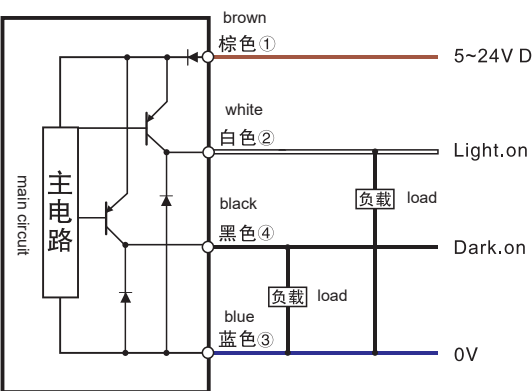 brown
棕色①
5~24V D
white
白色②
Light.on
负载 load
主电路
main circuit
black
黑色④
Dark.on
负载 load
blue
蓝色③
0V